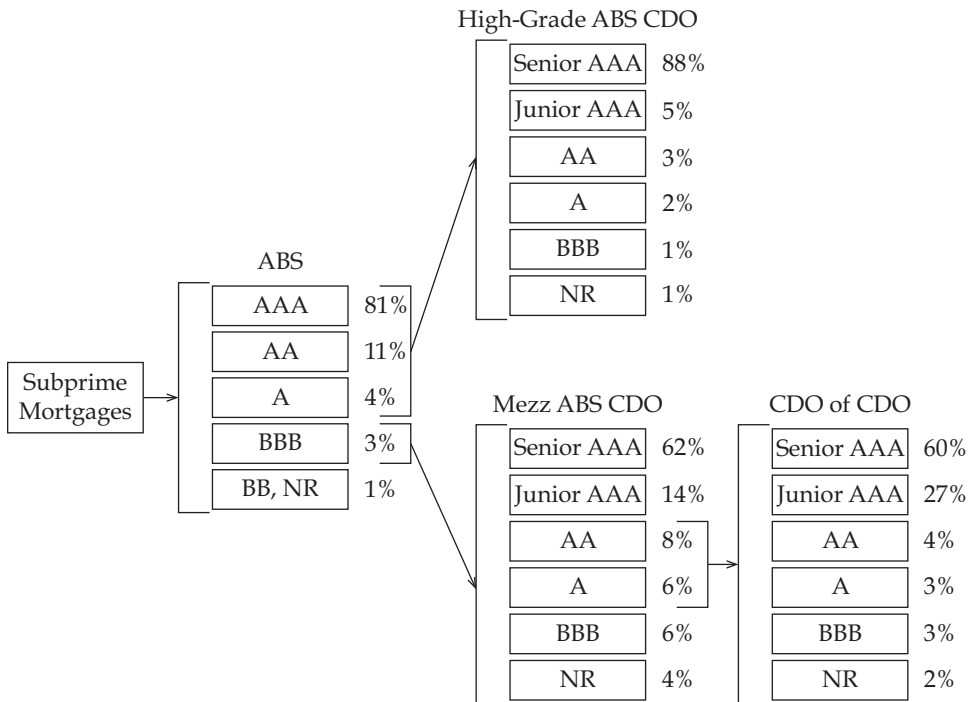 High-Grade ABS CDO
Senior AAA 88%
Junior AAA 5%
AA 3%
A 2%
BBB 1%
NR 1%
ABS
AAA 81%
AA 11%
A 4%
BBB 3%
BB, NR 1%
Subprime
Mortgages
Mezz ABS CDO
Senior AAA 62%
Junior AAA 14%
AA 8%
A 6%
BBB 6%
NR 4%
CDO of CDO
Senior AAA 60%
Junior AAA 27%
AA 4%
A 3%
BBB 3%
NR 2%